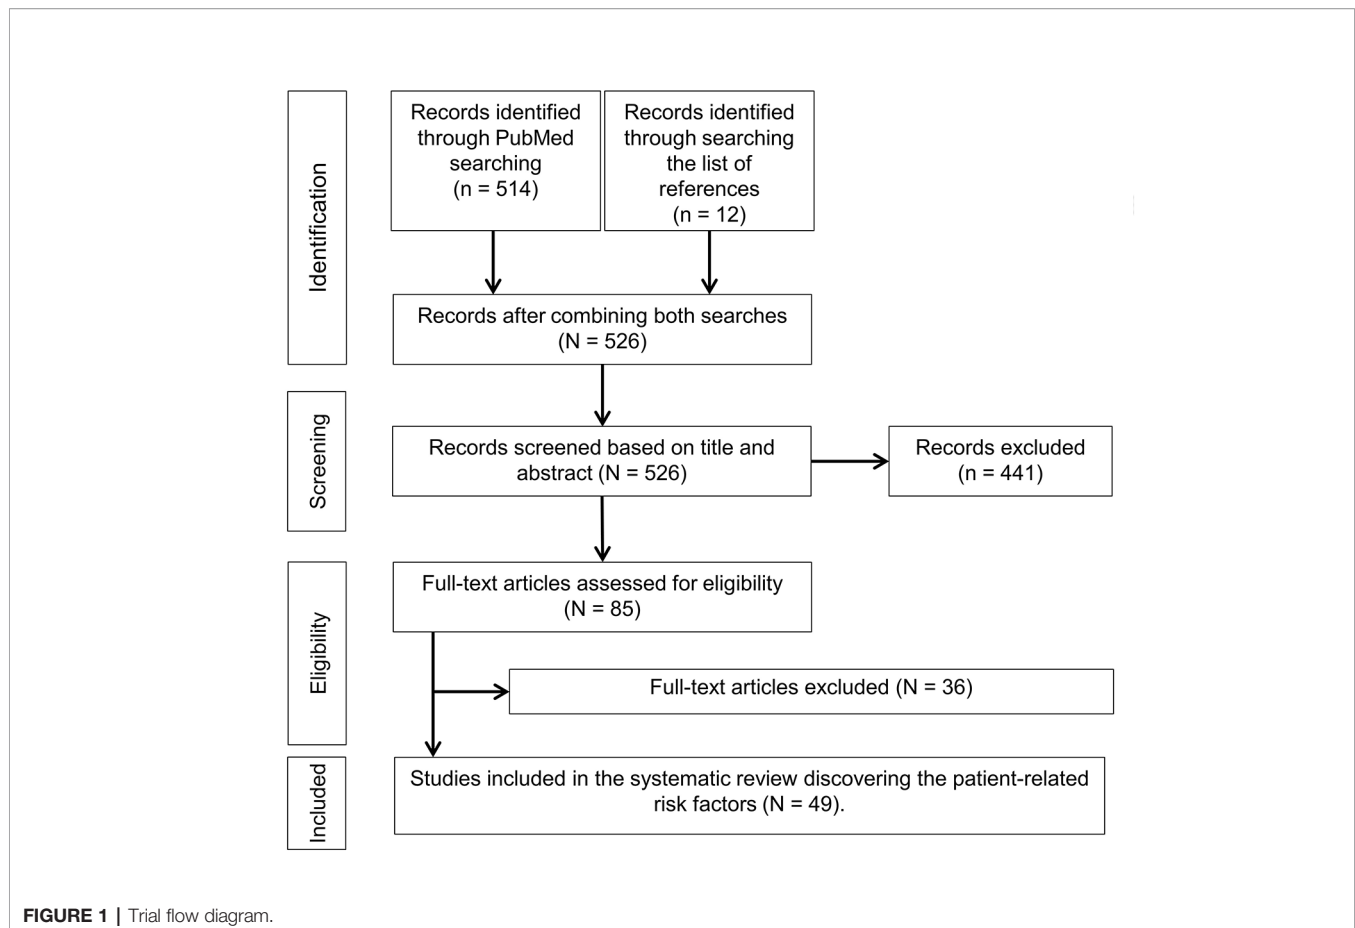 Identification
Records identified
through PubMed
searching
(n = 514)
Records identified
through searching
the list of
references
(n = 12)
Records after combining both searches
(N = 526)
Screening
Records screened based on title and
abstract (N = 526)
Records excluded
(n = 441)
Eligibility
Full-text articles assessed for eligibility
(N = 85)
Full-text articles excluded (N = 36)
Included
Studies included in the systematic review discovering the patient-related
risk factors (N = 49).
FIGURE 1 | Trial flow diagram.